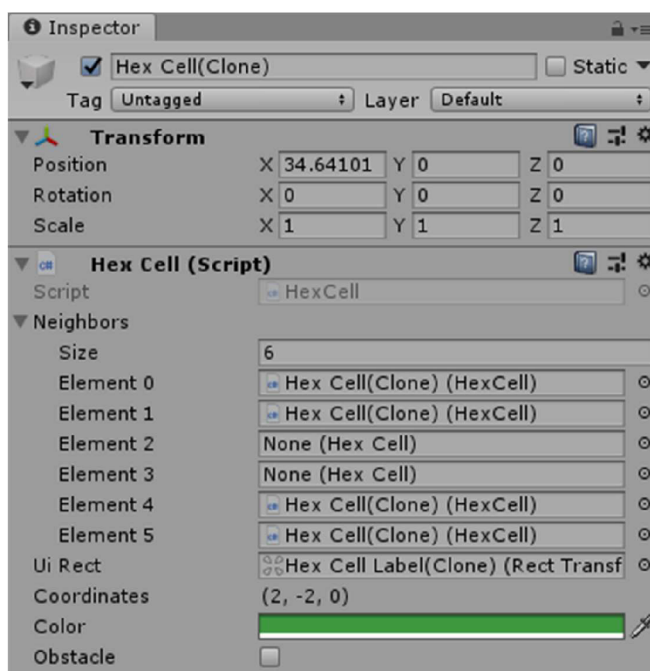 Inspector
Hex Cell(Clone) Static
Tag Untagged Layer Default
Transform
Position X 34.64101 Y 0 Z 0
Rotation X 0 Y 0 Z 0
Scale X 1 Y 1 Z 1
c# Hex Cell (Script)
Script HexCell
Neighbors
Size 6
Element 0 Hex Cell(Clone) (HexCell)
Element 1 Hex Cell(Clone) (HexCell)
Element 2 None (Hex Cell)
Element 3 None (Hex Cell)
Element 4 Hex Cell(Clone) (HexCell)
Element 5 Hex Cell(Clone) (HexCell)
Ui Rect Hex Cell Label(Clone) (Rect Transf
Coordinates (2, -2, 0)
Color
Obstacle